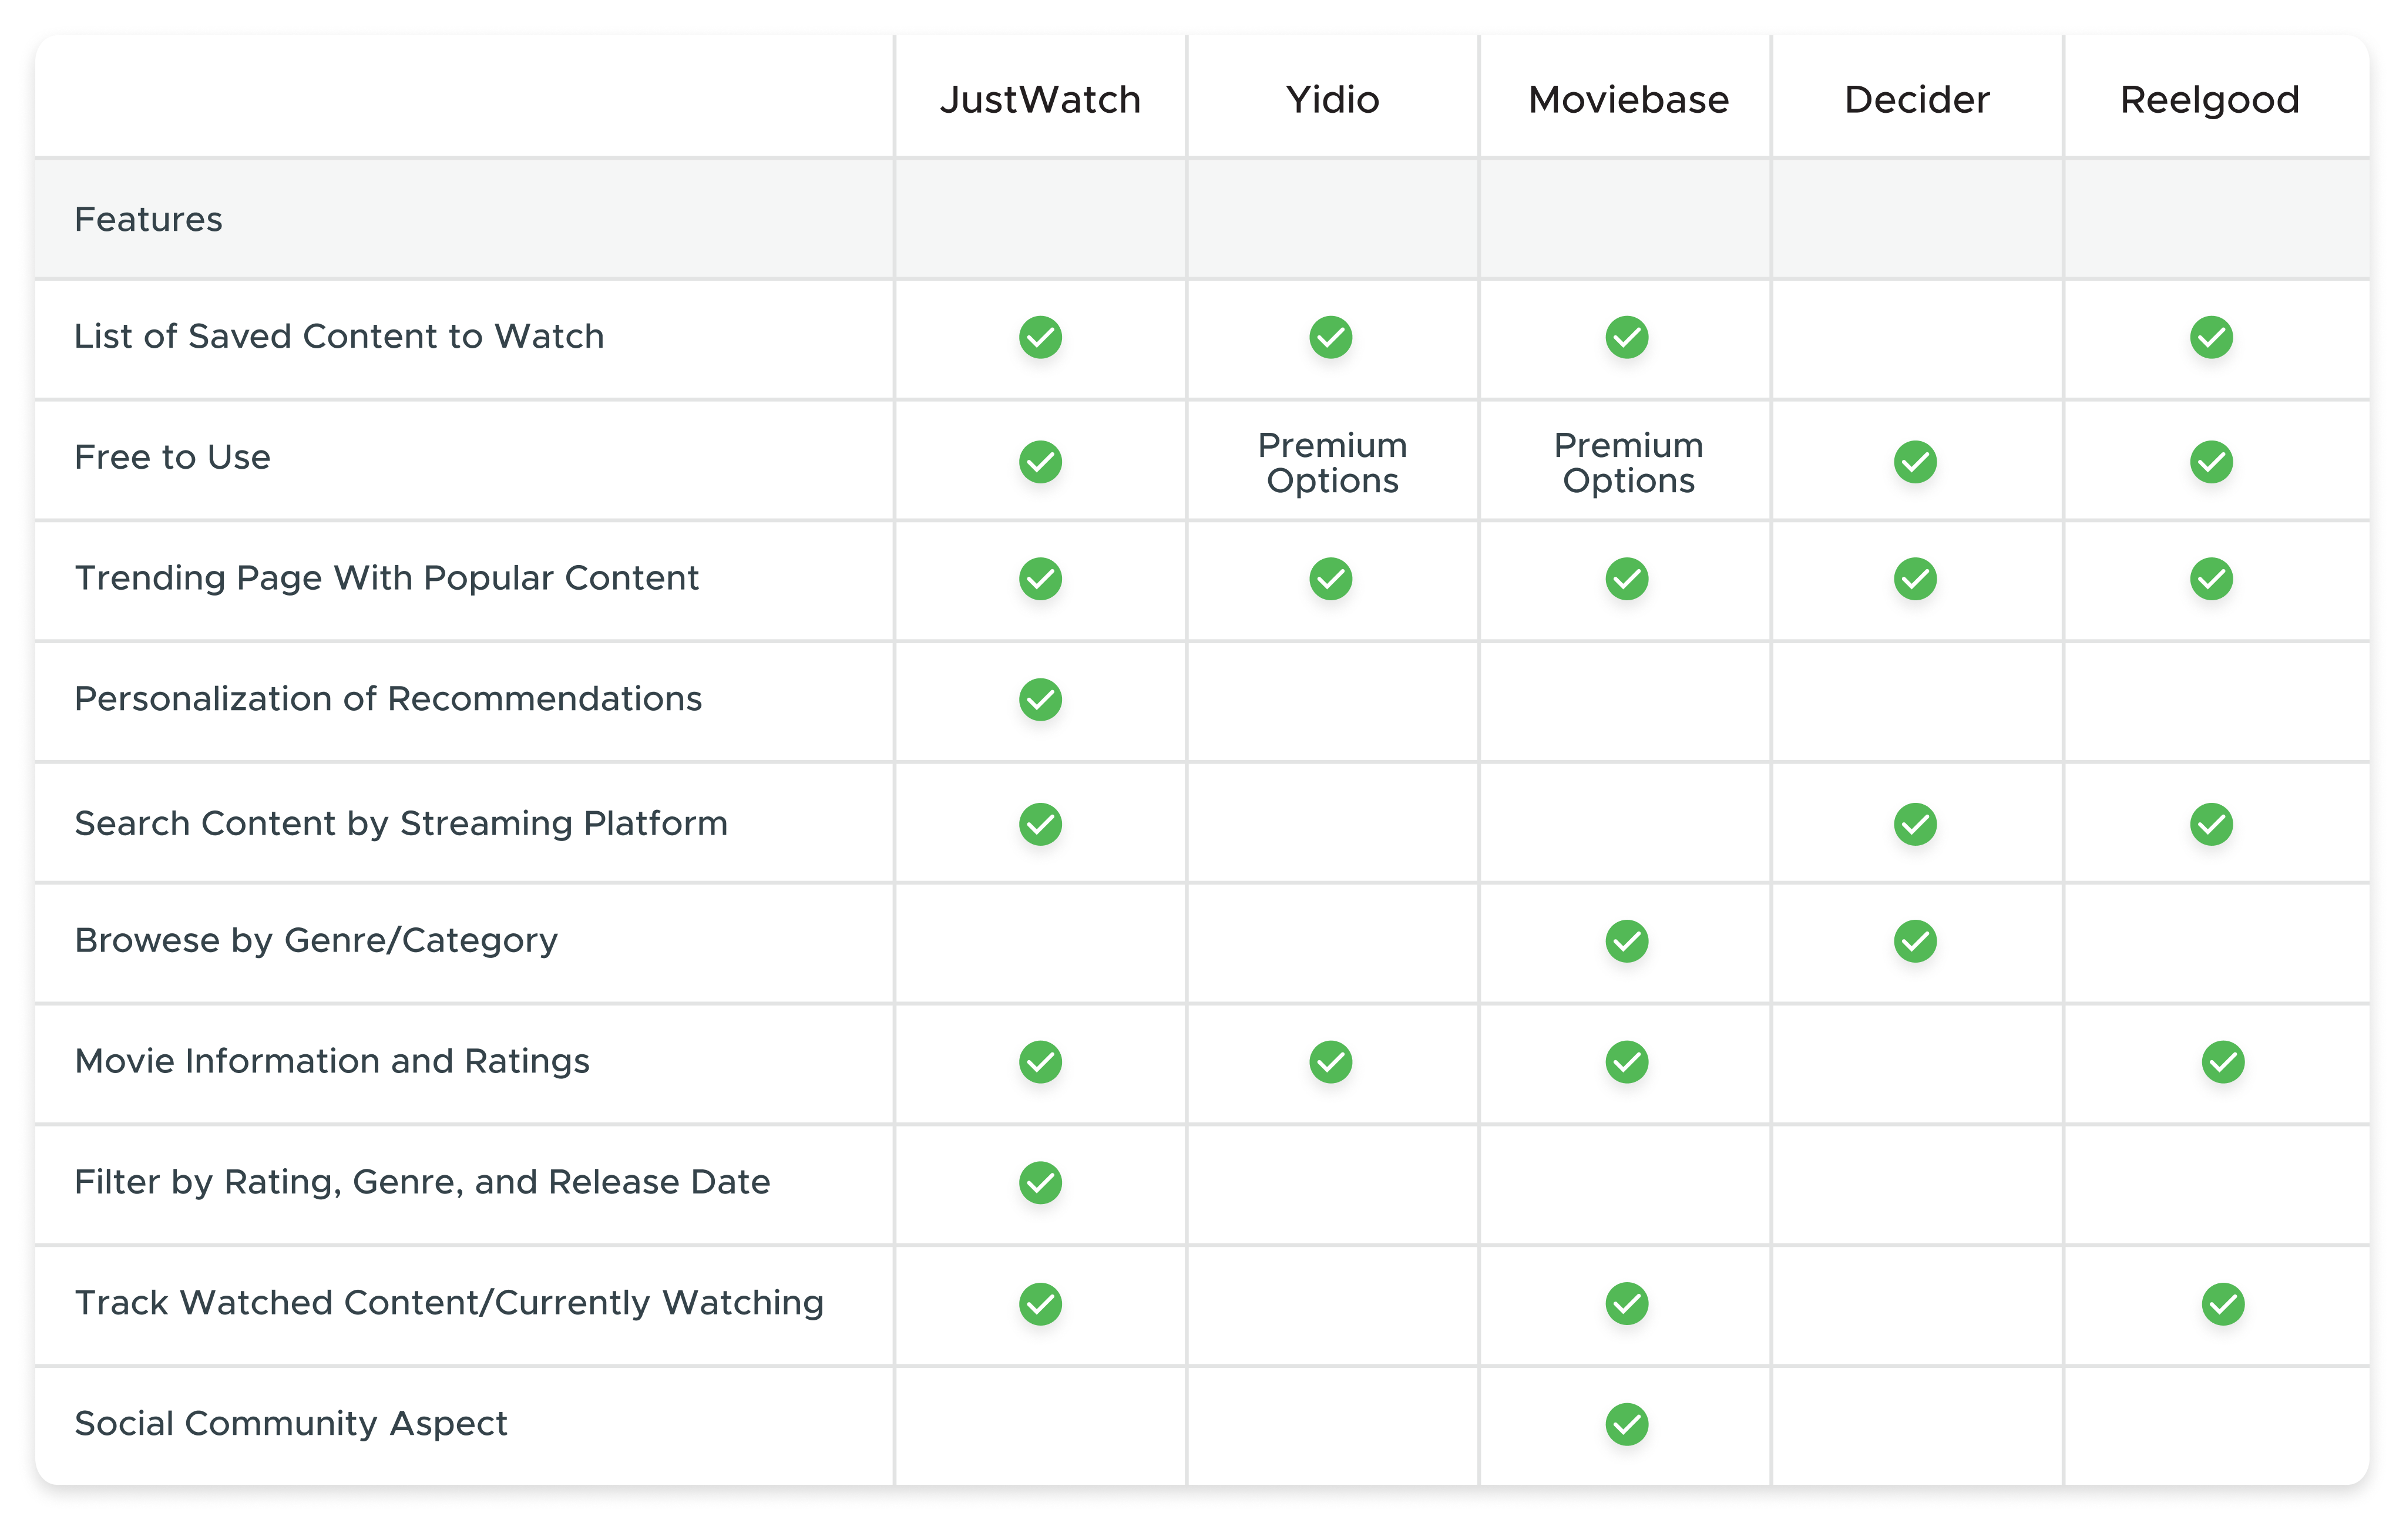 JustWatch Yidio Moviebase Decider Reelgood
Features
List of Saved Content to Watch
Free to Use
Premium
Options
Premium
Options
Trending Page With Popular Content
Personalization of Recommendations
Search Content by Streaming Platform
Browese by Genre/Category
Movie Information and Ratings
Filter by Rating, Genre, and Release Date
Track Watched Content/Currently Watching
Social Community Aspect